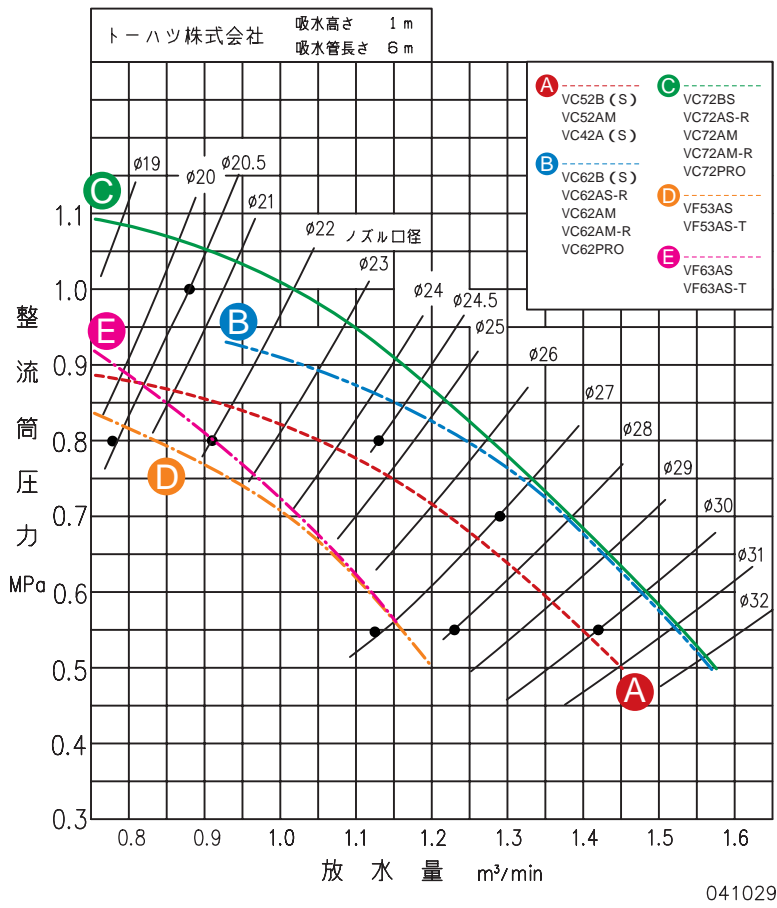 トーハツ株式会社
吸水高さ 1m
吸水管長さ 6m
A
VC52B(S)
VC52AM
VC42A(S)
B
VC62B(S)
VC62AS-R
VC62AM
VC62AM-R
VC62PRO
C
VC72BS
VC72AS-R
VC72AM
VC72AM-R
VC72PRO
D
VF53AS
VF53AS-T
E
VF63AS
VF63AS-T
ø19
ø20
ø20.5
ø21
ø22 ノズル口径
ø23
ø24
ø24.5
ø25
ø26
ø27
ø28
ø29
ø30
ø31
ø32
C
B
E
D
A
整流筒圧力
MPa
1.1
1.0
0.9
0.8
0.7
0.6
0.5
0.4
0.3
0.8 0.9 1.0 1.1 1.2 1.3 1.4 1.5 1.6
放水量 m³/min
041029